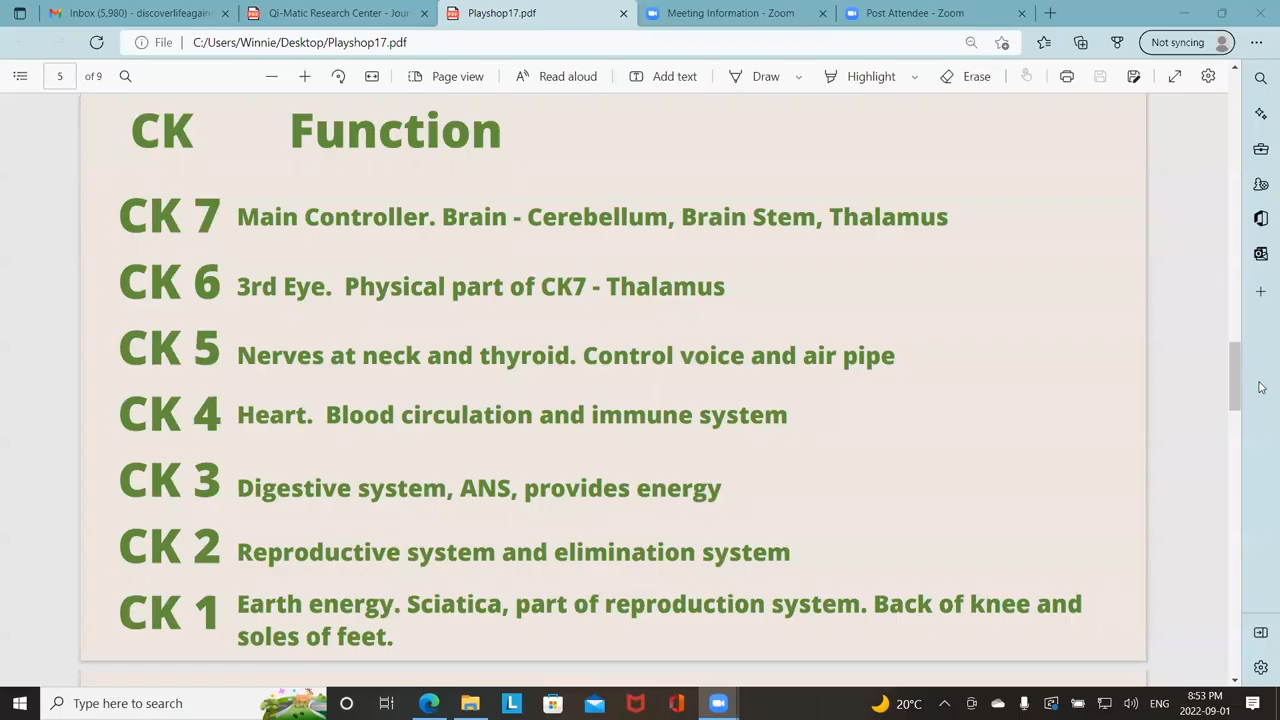 Inbox (5,980) - discoverlifeagain
Qi-Matic Research Center - Jour
Playshop17.pdf
Meeting Information - Zoom
Post Attendee - Zoom
File
C:/Users/Winnie/Desktop/Playshop17.pdf
Not syncing
5 of 9
Page view
Read aloud
Add text
Draw
Highlight
Erase
CK Function
CK 7 Main Controller. Brain - Cerebellum, Brain Stem, Thalamus
CK 6 3rd Eye. Physical part of CK7 - Thalamus
CK 5 Nerves at neck and thyroid. Control voice and air pipe
CK 4 Heart. Blood circulation and immune system
CK 3 Digestive system, ANS, provides energy
CK 2 Reproductive system and elimination system
CK 1 Earth energy. Sciatica, part of reproduction system. Back of knee and
soles of feet.
Type here to search
20°C
8:53 PM
2022-09-01